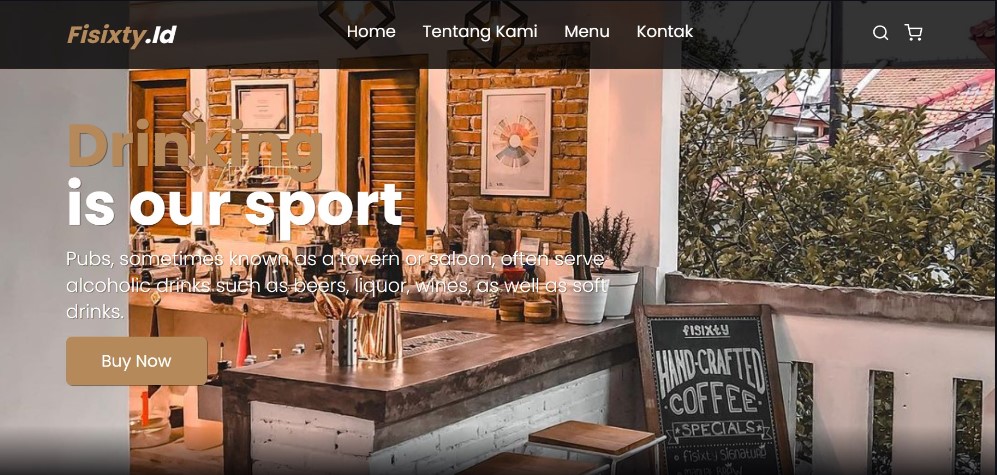 Fisixty.Id
Home Tentang Kami Menu Kontak
Drinking
is our sport
Pubs, sometimes known as a tavern or saloon, often serve
alcoholic drinks such as beers, liquor, wines, as well as soft
drinks.
Buy Now
fisixty
HAND-CRAFTED
COFFEE
SPECIALS
fisixty signature